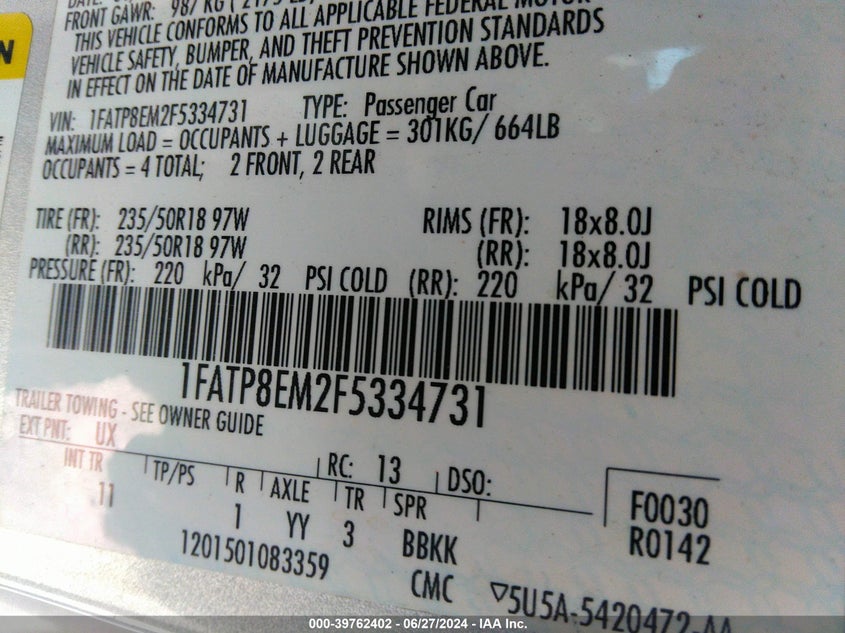 FRONT GAWR: 987 KG
THIS VEHICLE CONFORMS TO ALL APPLICABLE FEDERAL MOTOR
VEHICLE SAFETY, BUMPER, AND THEFT PREVENTION STANDARDS
IN EFFECT ON THE DATE OF MANUFACTURE SHOWN ABOVE.
VIN: 1FATP8EM2F5334731 TYPE: Passenger Car
MAXIMUM LOAD = OCCUPANTS + LUGGAGE = 301KG/ 664LB
OCCUPANTS = 4 TOTAL; 2 FRONT, 2 REAR
TIRE (FR): 235/50R18 97W RIMS (FR): 18x8.0J
(RR): 235/50R18 97W (RR): 18x8.0J
PRESSURE (FR): 220 kPa/ 32 PSI COLD (RR): 220 kPa/ 32 PSI COLD
1FATP8EM2F5334731
TRAILER TOWING - SEE OWNER GUIDE
EXT PNT: UX RC: 13 DSO:
INT TR TP/PS R AXLE TR SPR F0030
11 1 YY 3 BBKK R0142
1201501083359 CMC ▽5U5A-5420472-AA
000-39762402 - 06/27/2024 - IAA Inc.